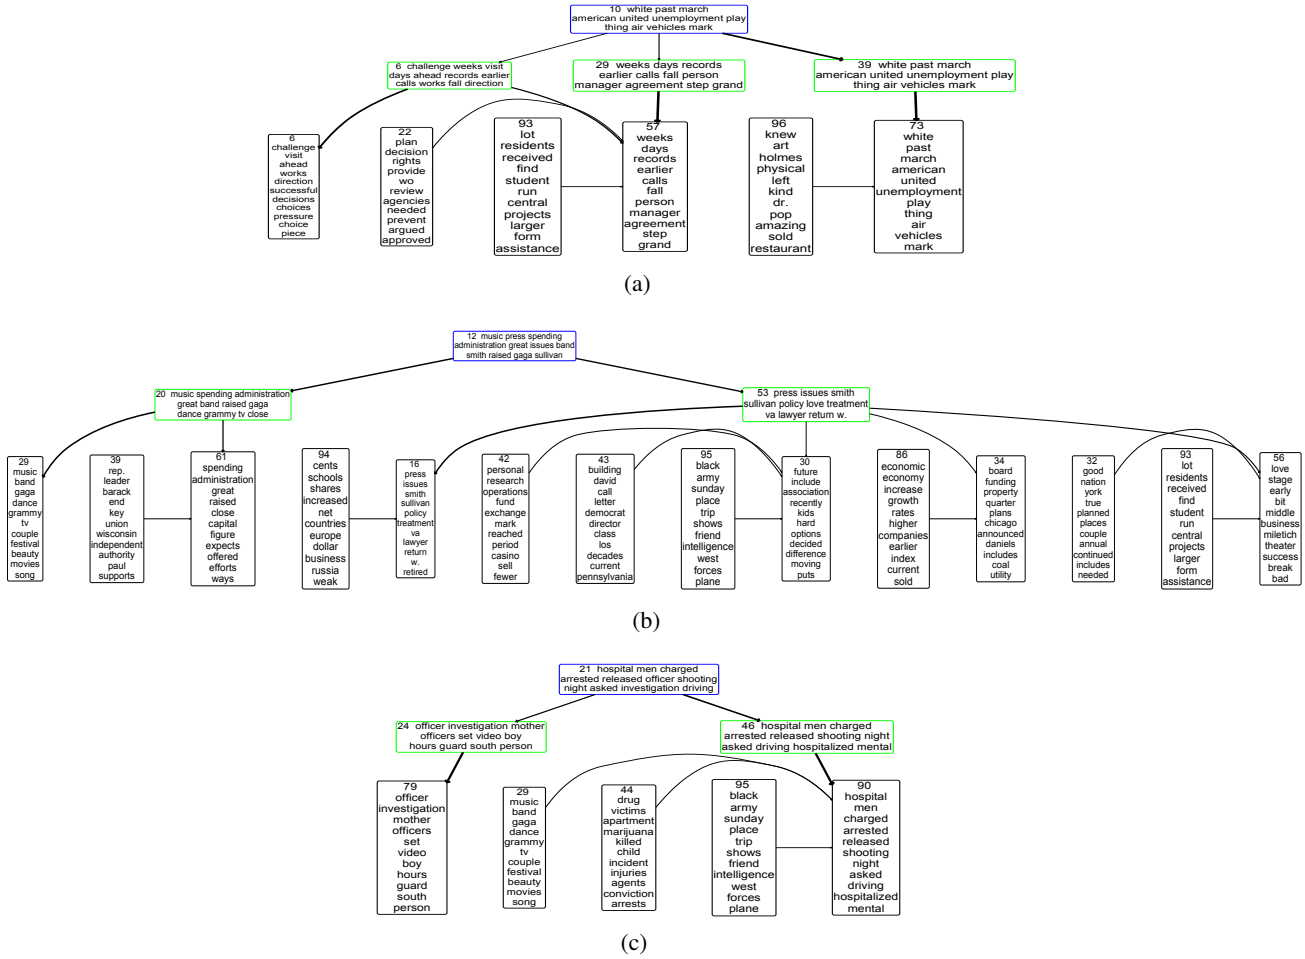 10 white past march
american united unemployment play
thing air vehicles mark
6 challenge weeks visit
days ahead records earlier
calls works fall direction
29 weeks days records
earlier calls fall person
manager agreement step grand
39 white past march
american united unemployment play
thing air vehicles mark
6
challenge
visit
ahead
works
direction
successful
decisions
choices
pressure
choice
piece
22
plan
decision
rights
provide
wo
review
agencies
needed
prevent
argued
approved
93
lot
residents
received
find
student
run
central
projects
larger
form
assistance
57
weeks
days
records
earlier
calls
fall
person
manager
agreement
step
grand
96
knew
art
holmes
physical
left
kind
dr.
pop
amazing
sold
restaurant
73
white
past
march
american
united
unemployment
play
thing
air
vehicles
mark
(a)
12 music press spending
administration great issues band
smith raised gaga sullivan
20 music spending administration
great band raised gaga
dance grammy tv close
53 press issues smith
sullivan policy love treatment
va lawyer return w.
29
music
band
gaga
dance
grammy
tv
couple
festival
beauty
movies
song
39
rep.
leader
barack
end
key
union
wisconsin
independent
authority
paul
supports
61
spending
administration
great
raised
close
capital
figure
expects
offered
efforts
ways
94
cents
schools
shares
increased
net
countries
europe
dollar
business
russia
weak
16
press
issues
smith
sullivan
policy
treatment
va
lawyer
return
w.
retired
42
personal
research
operations
fund
exchange
mark
reached
period
casino
sell
fewer
43
building
david
call
letter
democrat
director
class
los
decades
current
pennsylvania
95
black
army
sunday
place
trip
shows
friend
intelligence
west
forces
plane
30
future
include
association
recently
kids
hard
options
decided
difference
moving
puts
86
economic
economy
increase
growth
rates
higher
companies
earlier
index
current
sold
34
board
funding
property
quarter
plans
chicago
announced
daniels
includes
coal
utility
32
good
nation
york
true
planned
places
couple
annual
continued
includes
needed
93
lot
residents
received
find
student
run
central
projects
larger
form
assistance
56
love
stage
early
bit
middle
business
miletich
theater
success
break
bad
(b)
21 hospital men charged
arrested released officer shooting
night asked investigation driving
24 officer investigation mother
officers set video boy
hours guard south person
46 hospital men charged
arrested released shooting night
asked driving hospitalized mental
79
officer
investigation
mother
officers
set
video
boy
hours
guard
south
person
29
music
band
gaga
dance
grammy
tv
couple
festival
beauty
movies
song
44
drug
victims
apartment
marijuana
killed
child
incident
injuries
agents
conviction
arrests
95
black
army
sunday
place
trip
shows
friend
intelligence
west
forces
plane
90
hospital
men
charged
arrested
released
shooting
night
asked
driving
hospitalized
mental
(c)